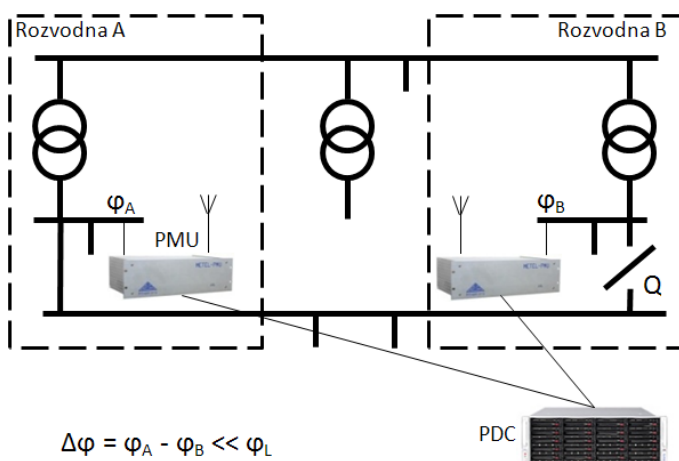 Rozvodna A
Rozvodna B
φA
φB
PMU
Q
PDC
Δφ = φA - φB << φL